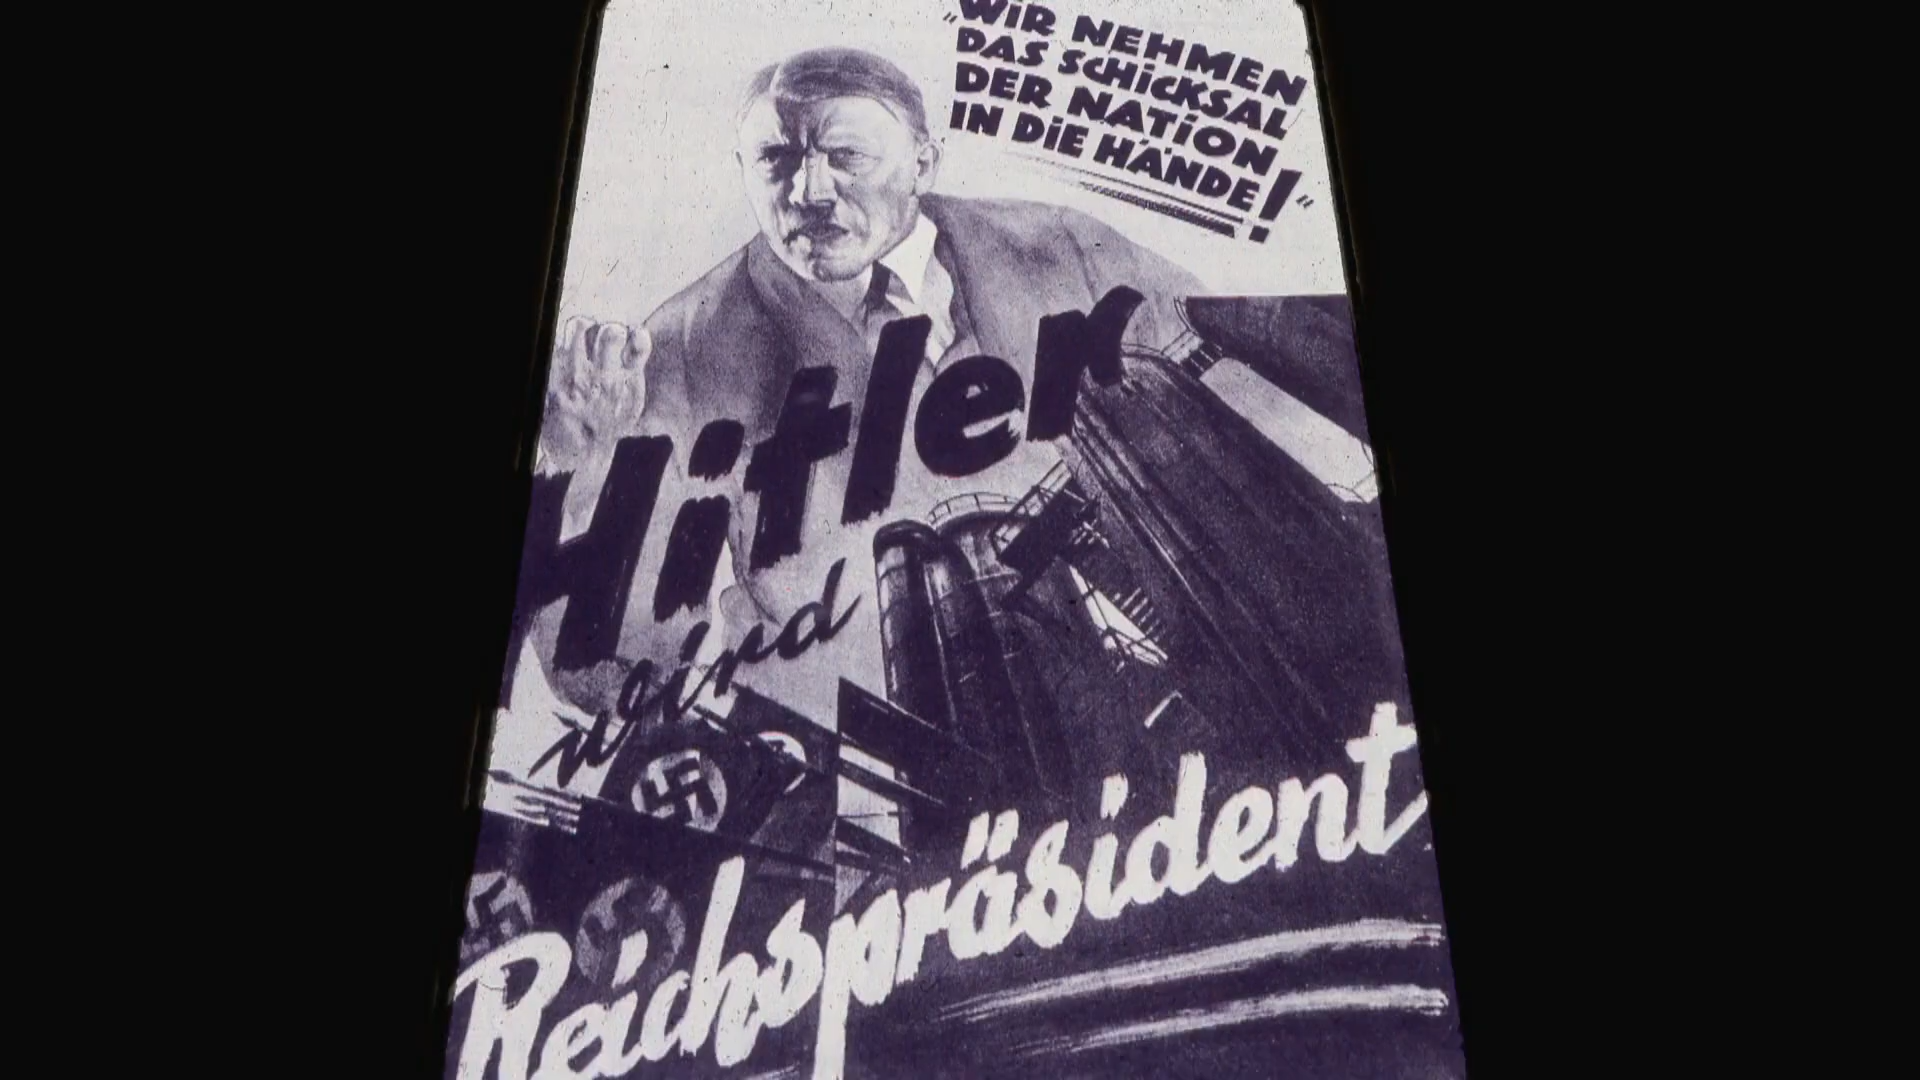 „WIR NEHMEN
DAS SCHICKSAL
DER NATION
IN DIE HÄNDE!"
Hitler
wird
Reichspräsident